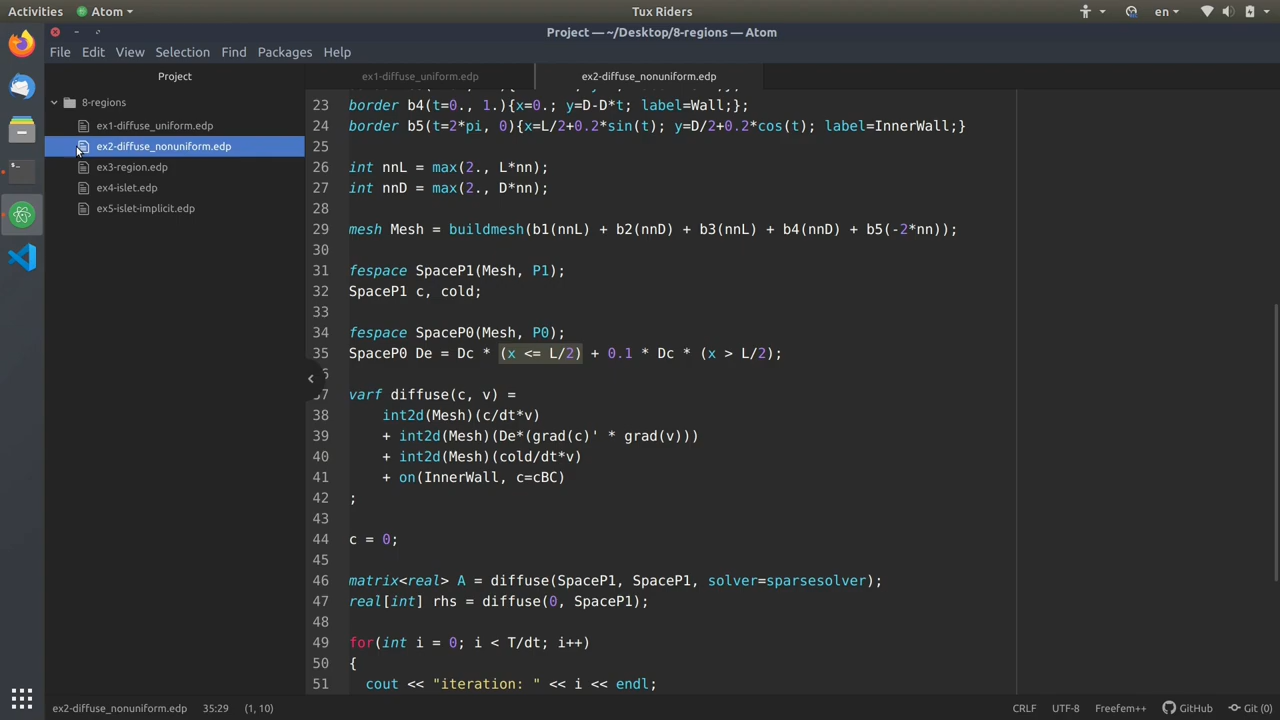 Activities
Atom
Tux Riders
en
Project — ~/Desktop/8-regions — Atom
File Edit View Selection Find Packages Help
Project
ex1-diffuse_uniform.edp
ex2-diffuse_nonuniform.edp
8-regions
ex1-diffuse_uniform.edp
ex2-diffuse_nonuniform.edp
ex3-region.edp
ex4-islet.edp
ex5-islet-implicit.edp
23 border b4(t=0., 1.){x=0.; y=D-D*t; label=Wall;};
24 border b5(t=2*pi, 0){x=L/2+0.2*sin(t); y=D/2+0.2*cos(t); label=InnerWall;}
25
26 int nnL = max(2., L*nn);
27 int nnD = max(2., D*nn);
28
29 mesh Mesh = buildmesh(b1(nnL) + b2(nnD) + b3(nnL) + b4(nnD) + b5(-2*nn));
30
31 fespace SpaceP1(Mesh, P1);
32 SpaceP1 c, cold;
33
34 fespace SpaceP0(Mesh, P0);
35 SpaceP0 De = Dc * (x <= L/2) + 0.1 * Dc * (x > L/2);
37 varf diffuse(c, v) =
38 int2d(Mesh)(c/dt*v)
39 + int2d(Mesh)(De*(grad(c)' * grad(v)))
40 + int2d(Mesh)(cold/dt*v)
41 + on(InnerWall, c=cBC)
42 ;
43
44 c = 0;
45
46 matrix<real> A = diffuse(SpaceP1, SpaceP1, solver=sparsesolver);
47 real[int] rhs = diffuse(0, SpaceP1);
48
49 for(int i = 0; i < T/dt; i++)
50 {
51 cout << "iteration: " << i << endl;
ex2-diffuse_nonuniform.edp 35:29 (1, 10) CRLF UTF-8 Freefem++ GitHub Git (0)